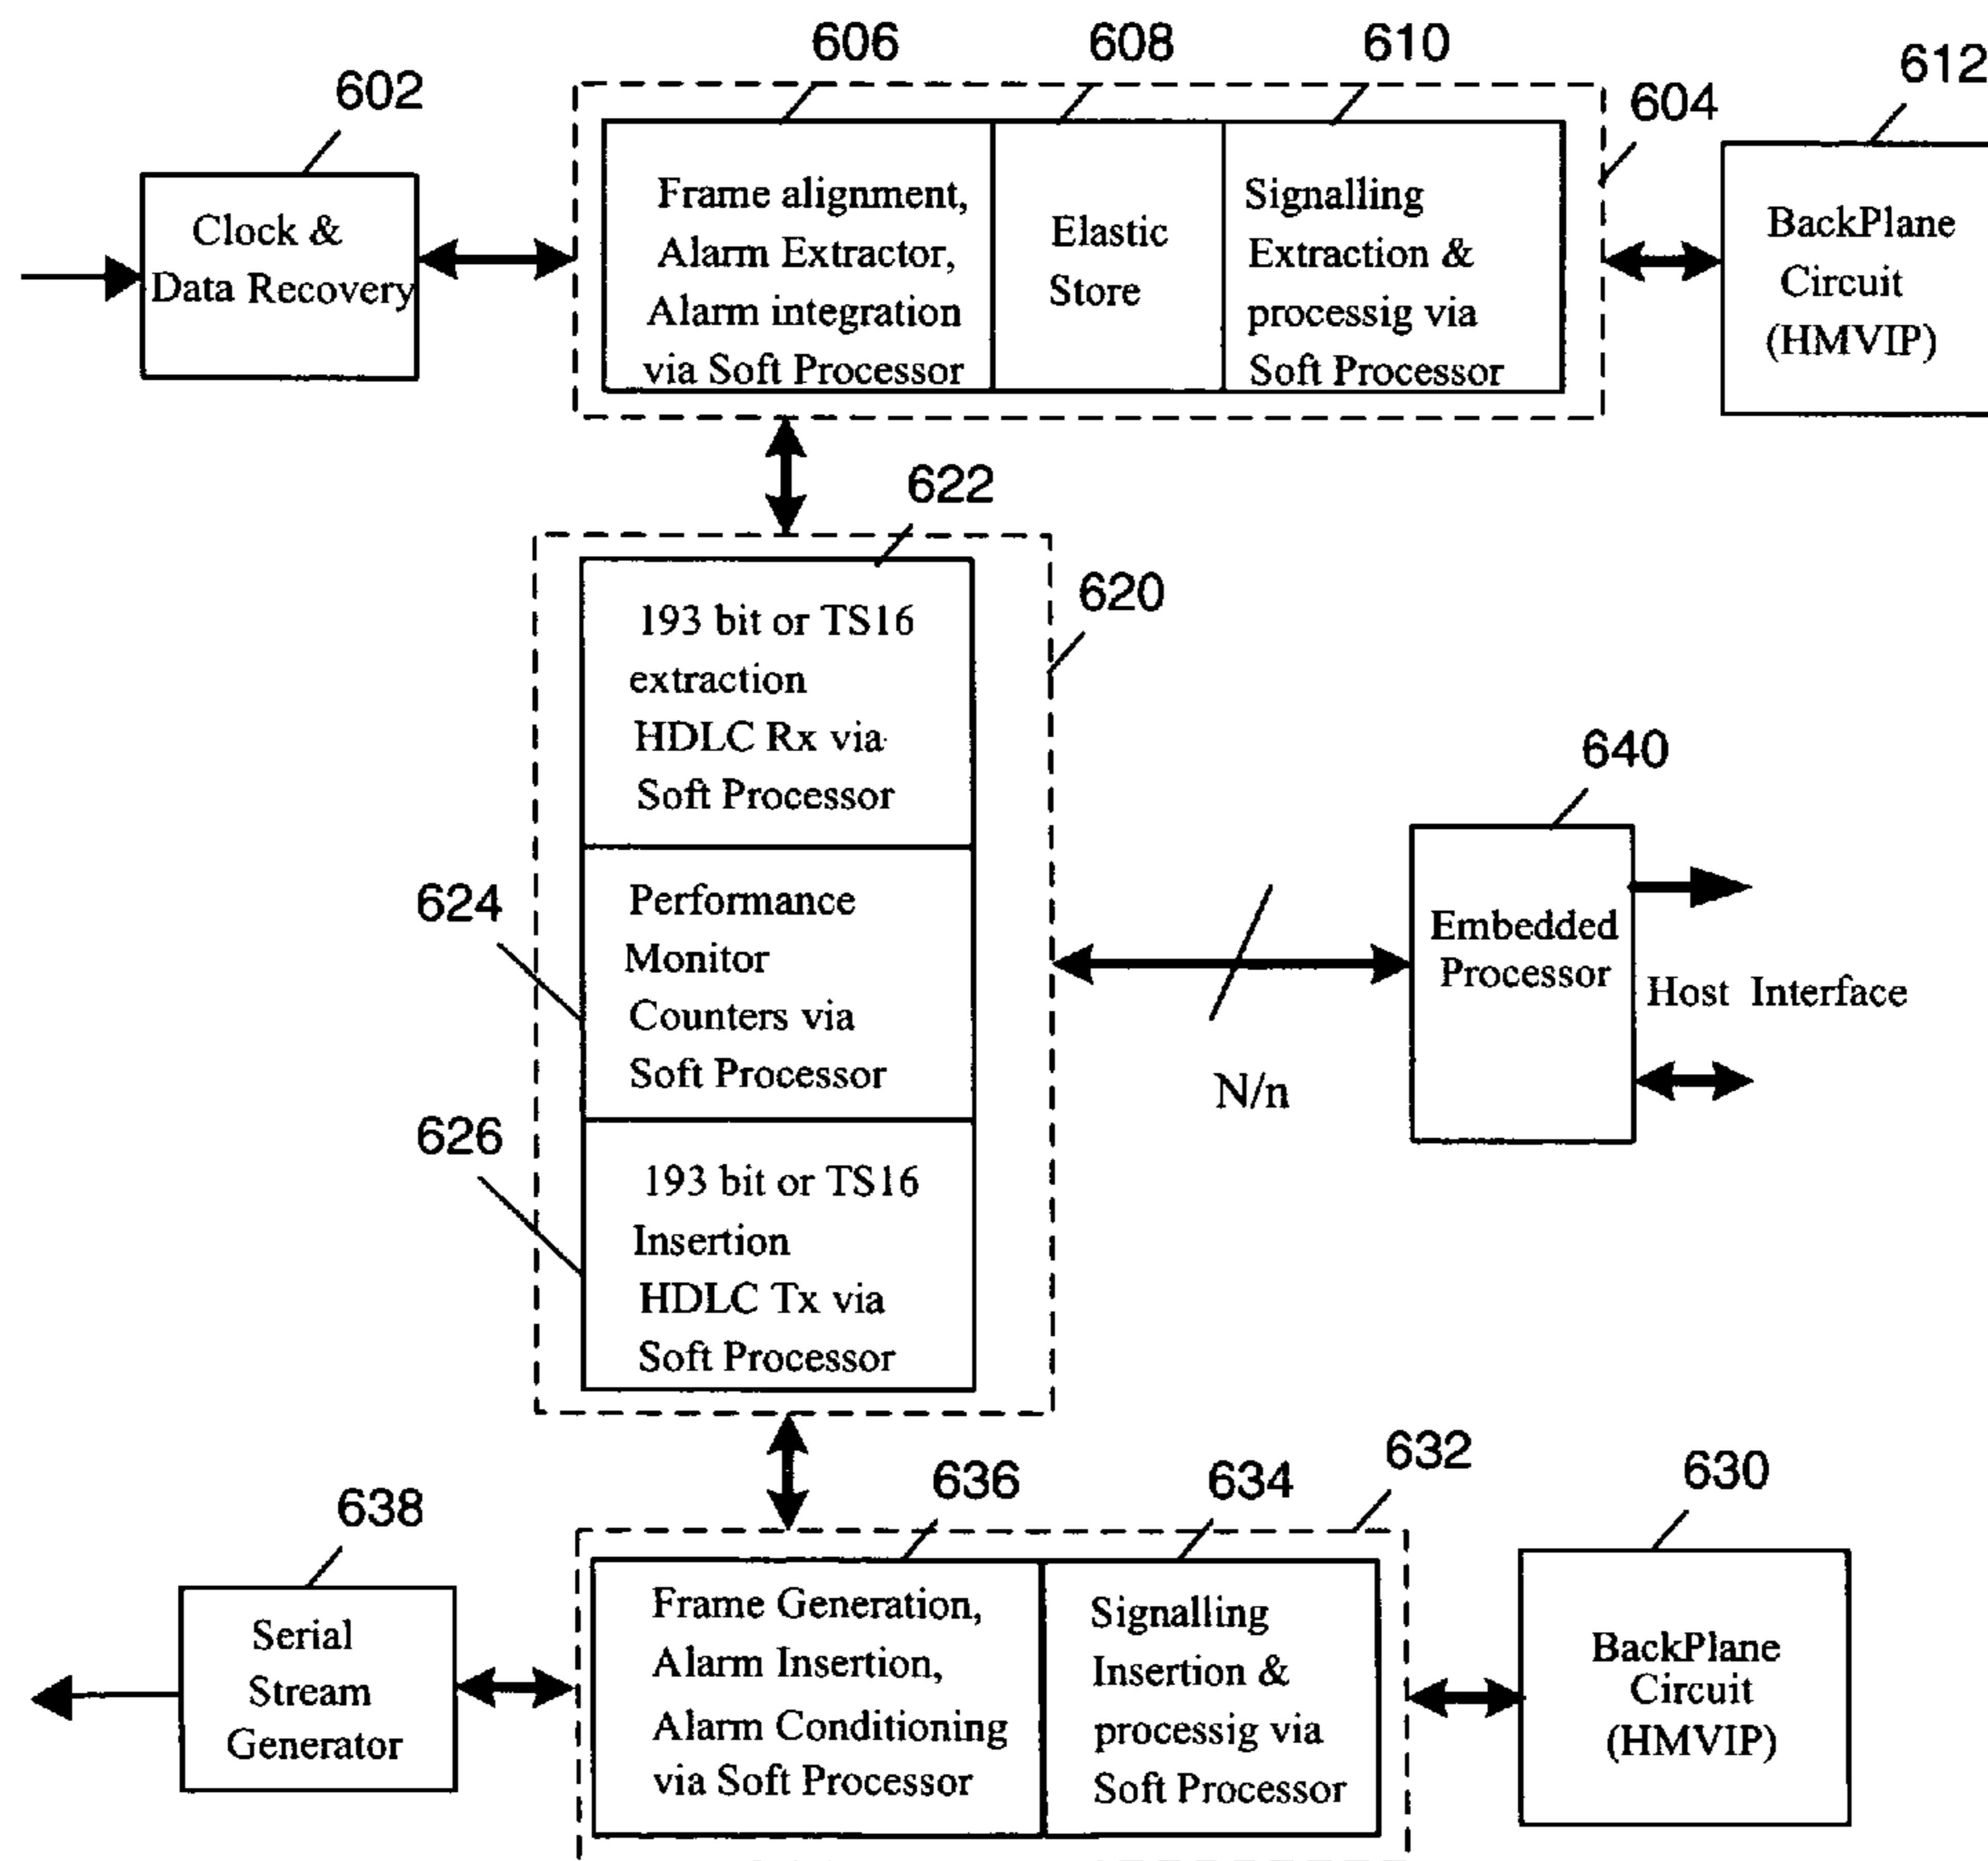 606
608
610
612
602
604
Clock &
Data Recovery
Frame alignment,
Alarm Extractor,
Alarm integration
via Soft Processor
Elastic
Store
Signalling
Extraction &
processig via
Soft Processor
BackPlane
Circuit
(HMVIP)
622
620
193 bit or TS16
extraction
HDLC Rx via
Soft Processor
624
Performance
Monitor
Counters via
Soft Processor
626
193 bit or TS16
Insertion
HDLC Tx via
Soft Processor
N/n
640
Embedded
Processor
Host Interface
638
636
634
632
630
Serial
Stream
Generator
Frame Generation,
Alarm Insertion,
Alarm Conditioning
via Soft Processor
Signalling
Insertion &
processig via
Soft Processor
BackPlane
Circuit
(HMVIP)